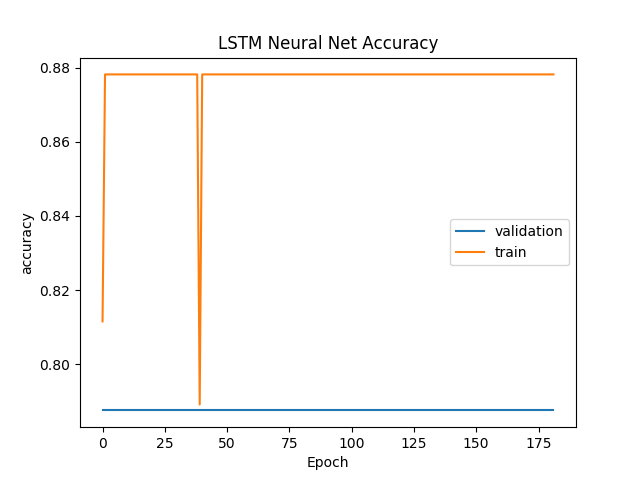 LSTM Neural Net Accuracy
0.88
0.86
0.84
0.82
0.80
accuracy
validation
train
0 25 50 75 100 125 150 175
Epoch